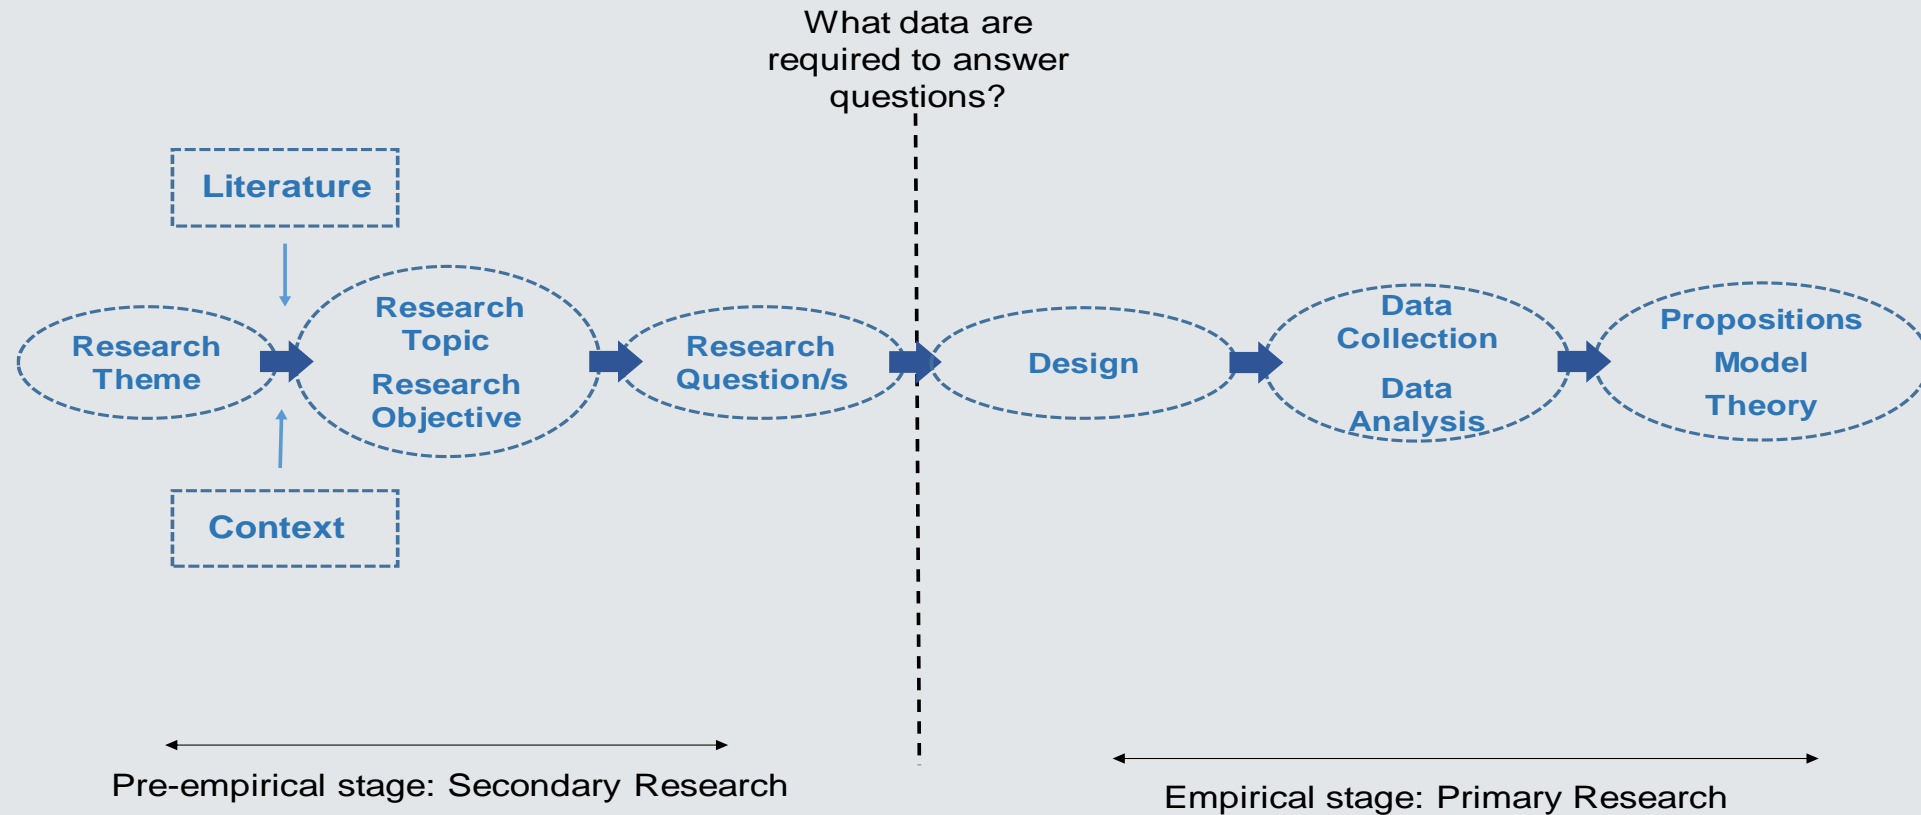 What data are
required to answer
questions?
Literature
Research
Theme
Context
Research
Topic
Research
Objective
Research
Question/s
Design
Data
Collection
Data
Analysis
Propositions
Model
Theory
Pre-empirical stage: Secondary Research
Empirical stage: Primary Research